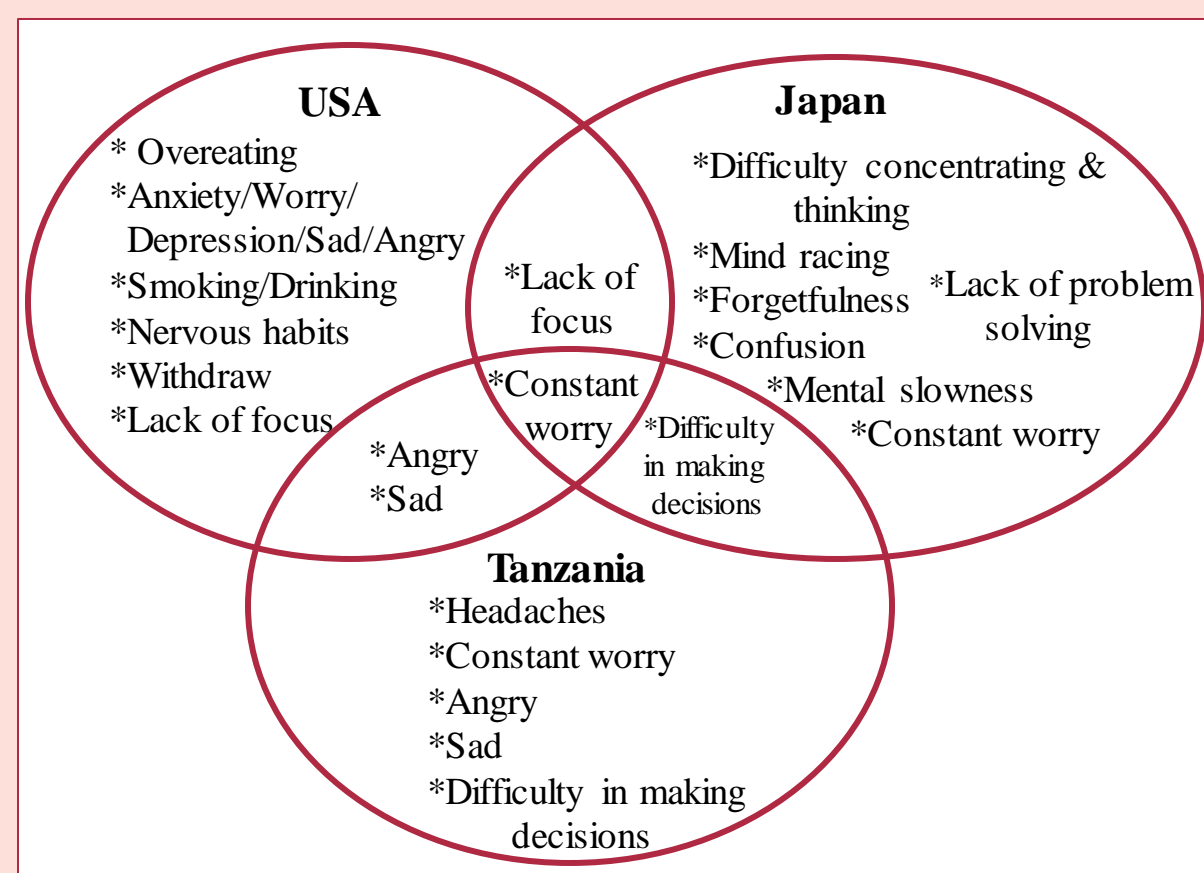 USA
* Overeating
*Anxiety/Worry/
Depression/Sad/Angry
*Smoking/Drinking
*Nervous habits
*Withdraw
*Lack of focus
Japan
*Difficulty concentrating &
thinking
*Mind racing
*Forgetfulness
*Confusion
*Lack of problem
solving
*Mental slowness
*Constant worry
*Lack of
focus
*Constant
worry
*Difficulty
in making
decisions
*Angry
*Sad
Tanzania
*Headaches
*Constant worry
*Angry
*Sad
*Difficulty in making
decisions